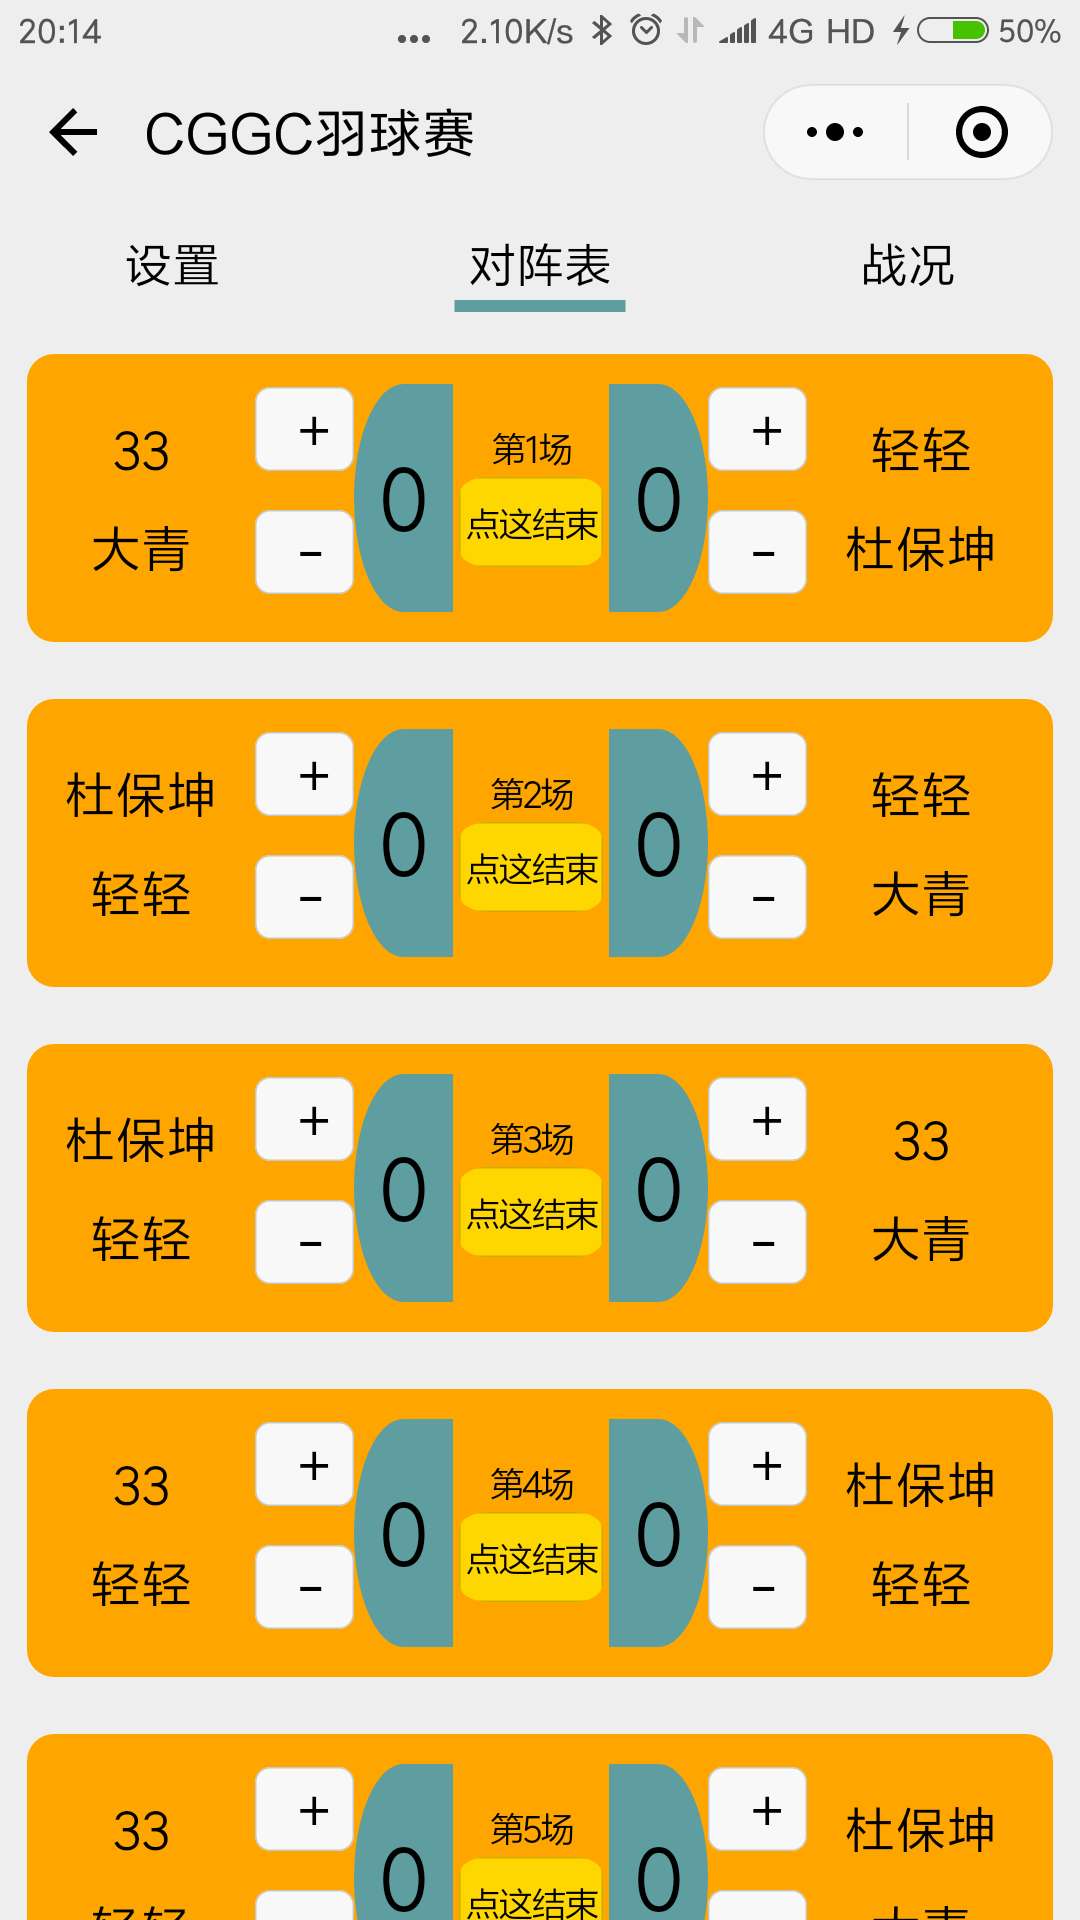 20:14 ... 2.10K/s 4G HD 50%
CGGC羽球赛
设置 对阵表 战况
33 + 0 第1场 0 + 轻轻
大青 - 点这结束 - 杜保坤
杜保坤 + 0 第2场 0 + 轻轻
轻轻 - 点这结束 - 大青
杜保坤 + 0 第3场 0 + 33
轻轻 - 点这结束 - 大青
33 + 0 第4场 0 + 杜保坤
轻轻 - 点这结束 - 轻轻
33 + 0 第5场 0 + 杜保坤
轻轻 点这结束 大青